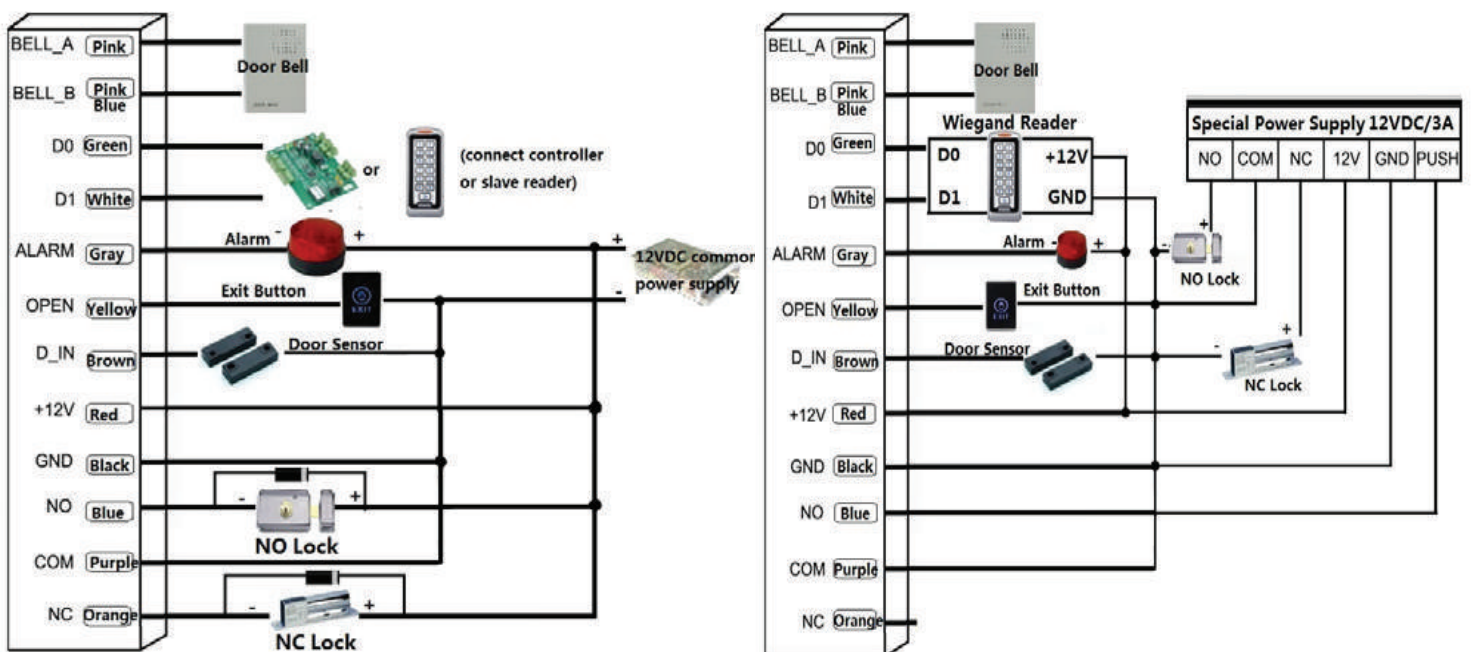 BELL_A Pink
Door Bell
BELL_B Pink
Blue
D0 Green
or
(connect controller
or slave reader)
D1 White
ALARM Gray
Alarm - +
+
12VDC common
power supply
-
OPEN Yellow
Exit Button
EXIT
D_IN Brown
Door Sensor
+12V Red
GND Black
NO Blue
- +
NO Lock
COM Purple
NC Orange
- +
NC Lock
BELL_A Pink
Door Bell
BELL_B Pink
Blue
Wiegand Reader
D0 Green
D0 +12V
D1 White
D1 GND
Special Power Supply 12VDC/3A
NO COM NC 12V GND PUSH
ALARM Gray
Alarm - +
- +
NO Lock
OPEN Yellow
Exit Button
EXIT
D_IN Brown
Door Sensor
- +
NC Lock
+12V Red
GND Black
NO Blue
COM Purple
NC Orange